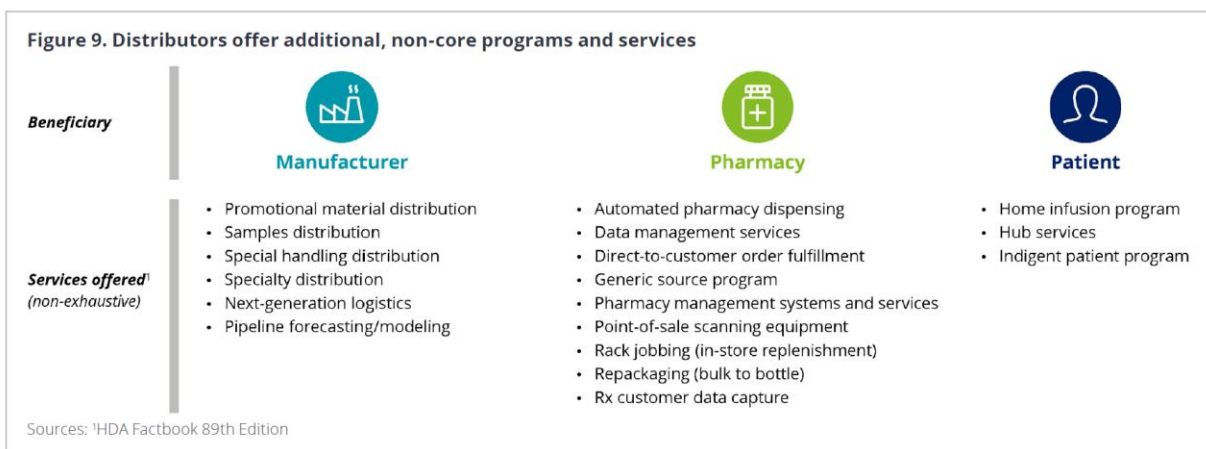 Figure 9. Distributors offer additional, non-core programs and services
Beneficiary
Manufacturer
Pharmacy
Patient
Services offered¹
(non-exhaustive)
• Promotional material distribution
• Samples distribution
• Special handling distribution
• Specialty distribution
• Next-generation logistics
• Pipeline forecasting/modeling
• Automated pharmacy dispensing
• Data management services
• Direct-to-customer order fulfillment
• Generic source program
• Pharmacy management systems and services
• Point-of-sale scanning equipment
• Rack jobbing (in-store replenishment)
• Repackaging (bulk to bottle)
• Rx customer data capture
• Home infusion program
• Hub services
• Indigent patient program
Sources: ¹HDA Factbook 89th Edition